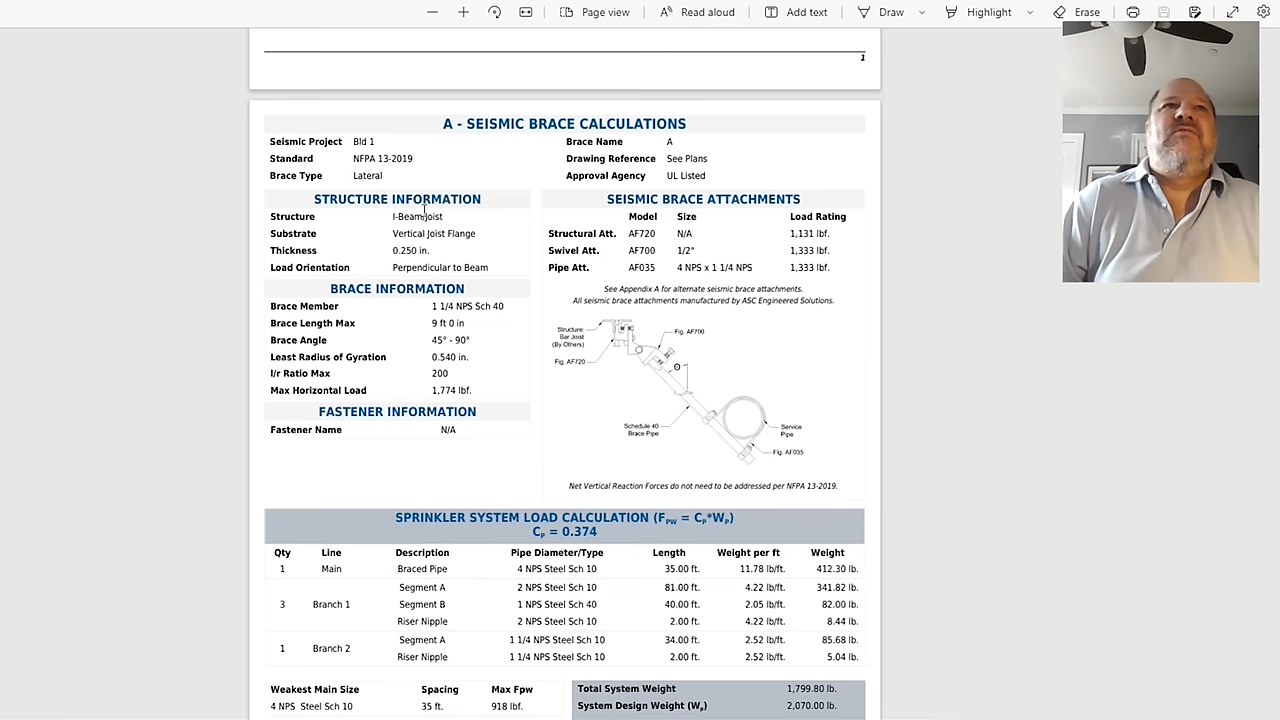 Page view Read aloud Add text Draw Highlight Erase
1
A - SEISMIC BRACE CALCULATIONS
Seismic Project Bld 1 Brace Name A
Standard NFPA 13-2019 Drawing Reference See Plans
Brace Type Lateral Approval Agency UL Listed
STRUCTURE INFORMATION
Structure I-Beam/Joist
Substrate Vertical Joist Flange
Thickness 0.250 in.
Load Orientation Perpendicular to Beam
BRACE INFORMATION
Brace Member 1 1/4 NPS Sch 40
Brace Length Max 9 ft 0 in
Brace Angle 45° - 90°
Least Radius of Gyration 0.540 in.
l/r Ratio Max 200
Max Horizontal Load 1,774 lbf.
FASTENER INFORMATION
Fastener Name N/A
SEISMIC BRACE ATTACHMENTS
Model Size Load Rating
Structural Att. AF720 N/A 1,131 lbf.
Swivel Att. AF700 1/2" 1,333 lbf.
Pipe Att. AF035 4 NPS x 1 1/4 NPS 1,333 lbf.
See Appendix A for alternate seismic brace attachments.
All seismic brace attachments manufactured by ASC Engineered Solutions.
Structure:
Bar Joist
(By Others)
Fig. AF720
Fig. AF700
Θ
Schedule 40
Brace Pipe
Service
Pipe
Fig. AF035
Net Vertical Reaction Forces do not need to be addressed per NFPA 13-2019.
SPRINKLER SYSTEM LOAD CALCULATION (FPW = CP*WP)
CP = 0.374
Qty Line Description Pipe Diameter/Type Length Weight per ft Weight
1 Main Braced Pipe 4 NPS Steel Sch 10 35.00 ft. 11.78 lb/ft. 412.30 lb.
Segment A 2 NPS Steel Sch 10 81.00 ft. 4.22 lb/ft. 341.82 lb.
3 Branch 1 Segment B 1 NPS Steel Sch 40 40.00 ft. 2.05 lb/ft. 82.00 lb.
Riser Nipple 2 NPS Steel Sch 10 2.00 ft. 4.22 lb/ft. 8.44 lb.
Segment A 1 1/4 NPS Steel Sch 10 34.00 ft. 2.52 lb/ft. 85.68 lb.
1 Branch 2
Riser Nipple 1 1/4 NPS Steel Sch 10 2.00 ft. 2.52 lb/ft. 5.04 lb.
Weakest Main Size Spacing Max Fpw
4 NPS Steel Sch 10 35 ft. 918 lbf.
Total System Weight 1,799.80 lb.
System Design Weight (WP) 2,070.00 lb.